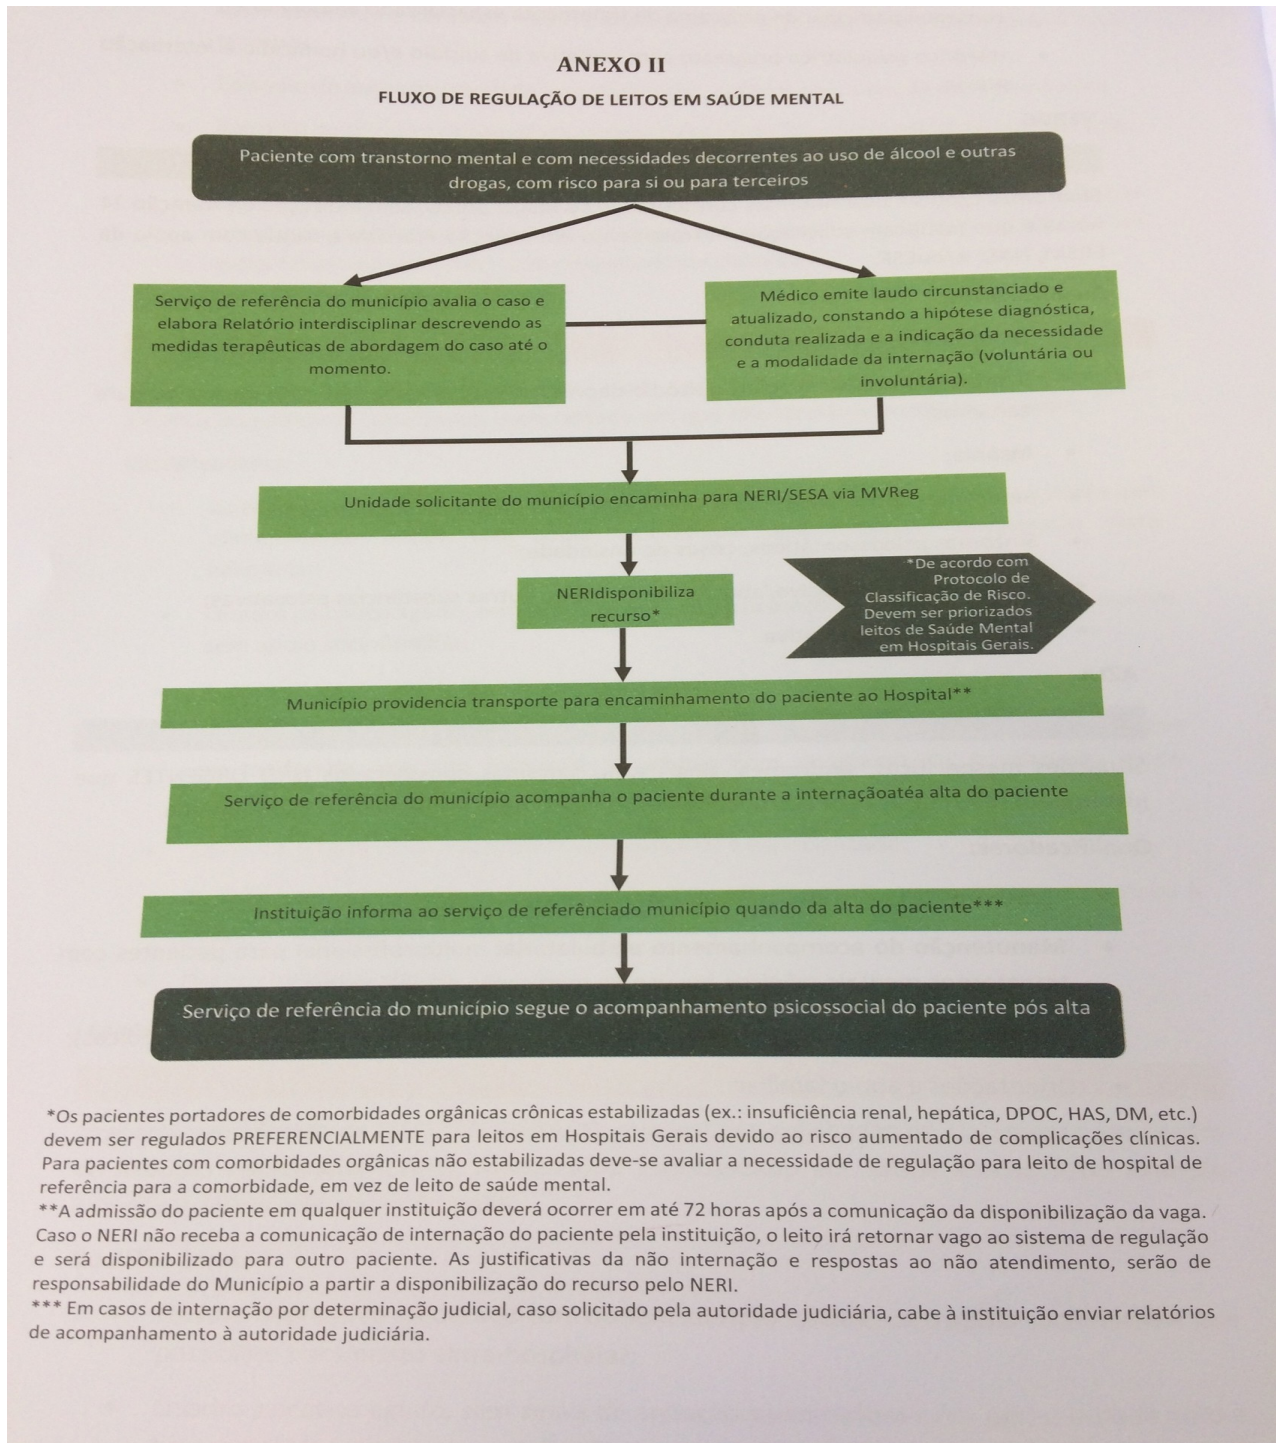 ANEXO II
FLUXO DE REGULAÇÃO DE LEITOS EM SAÚDE MENTAL
Paciente com transtorno mental e com necessidades decorrentes ao uso de álcool e outras
drogas, com risco para si ou para terceiros
Serviço de referência do município avalia o caso e
elabora Relatório interdisciplinar descrevendo as
medidas terapêuticas de abordagem do caso até o
momento.
Médico emite laudo circunstanciado e
atualizado, constando a hipótese diagnóstica,
conduta realizada e a indicação da necessidade
e a modalidade da internação (voluntária ou
involuntária).
Unidade solicitante do município encaminha para NERI/SESA via MVReg
NERIdisponibiliza
recurso*
*De acordo com
Protocolo de
Classificação de Risco.
Devem ser priorizados
leitos de Saúde Mental
em Hospitais Gerais.
Município providencia transporte para encaminhamento do paciente ao Hospital**
Serviço de referência do município acompanha o paciente durante a internaçãoatéa alta do paciente
Instituição informa ao serviço de referênciado município quando da alta do paciente***
Serviço de referência do município segue o acompanhamento psicossocial do paciente pós alta
*Os pacientes portadores de comorbidades orgânicas crônicas estabilizadas (ex.: insuficiência renal, hepática, DPOC, HAS, DM, etc.)
devem ser regulados PREFERENCIALMENTE para leitos em Hospitais Gerais devido ao risco aumentado de complicações clínicas.
Para pacientes com comorbidades orgânicas não estabilizadas deve-se avaliar a necessidade de regulação para leito de hospital de
referência para a comorbidade, em vez de leito de saúde mental.
**A admissão do paciente em qualquer instituição deverá ocorrer em até 72 horas após a comunicação da disponibilização da vaga.
Caso o NERI não receba a comunicação de internação do paciente pela instituição, o leito irá retornar vago ao sistema de regulação
e será disponibilizado para outro paciente. As justificativas da não internação e respostas ao não atendimento, serão de
responsabilidade do Município a partir a disponibilização do recurso pelo NERI.
*** Em casos de internação por determinação judicial, caso solicitado pela autoridade judiciária, cabe à instituição enviar relatórios
de acompanhamento à autoridade judiciária.